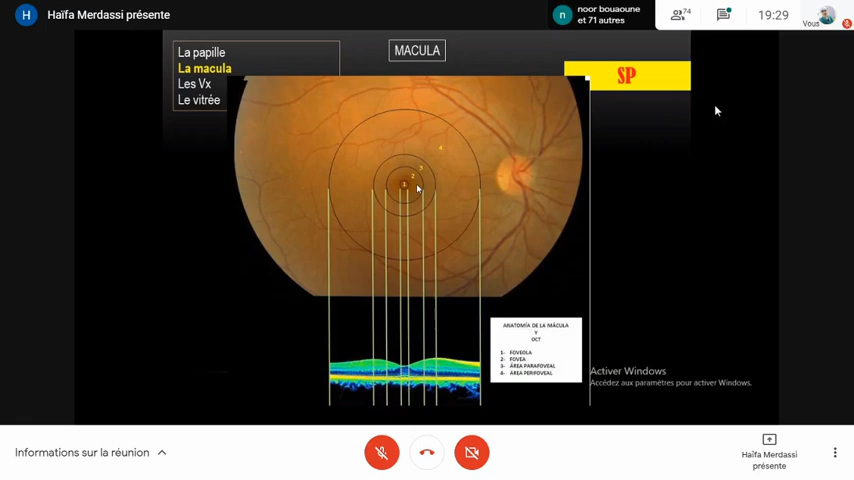 H Haïfa Merdassi présente
n noor bouaoune
et 71 autres
74
19:29
Vous
La papille
La macula
Les Vx
Le vitrée
MACULA
SP
4
3
2
1
ANATOMÍA DE LA MÁCULA
Y
OCT
1- FOVEOLA
2- FOVEA
3- ÁREA PARAFOVEAL
4- ÁREA PERIFOVEAL
Activer Windows
Accédez aux paramètres pour activer Windows.
Informations sur la réunion
Haïfa Merdassi
présente